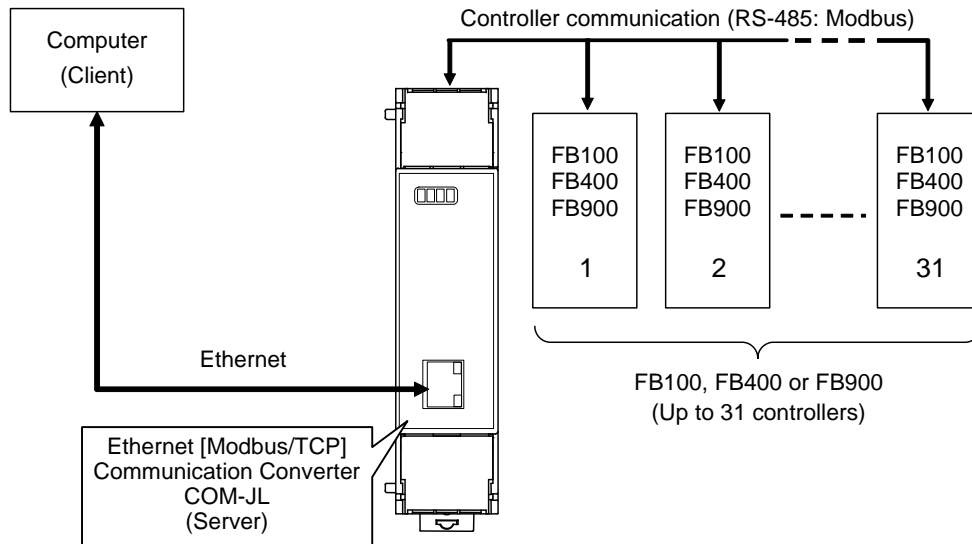 Controller communication (RS-485: Modbus)
Computer
(Client)
FB100
FB400
FB900
1
FB100
FB400
FB900
2
FB100
FB400
FB900
31
Ethernet
FB100, FB400 or FB900
(Up to 31 controllers)
Ethernet [Modbus/TCP]
Communication Converter
COM-JL
(Server)